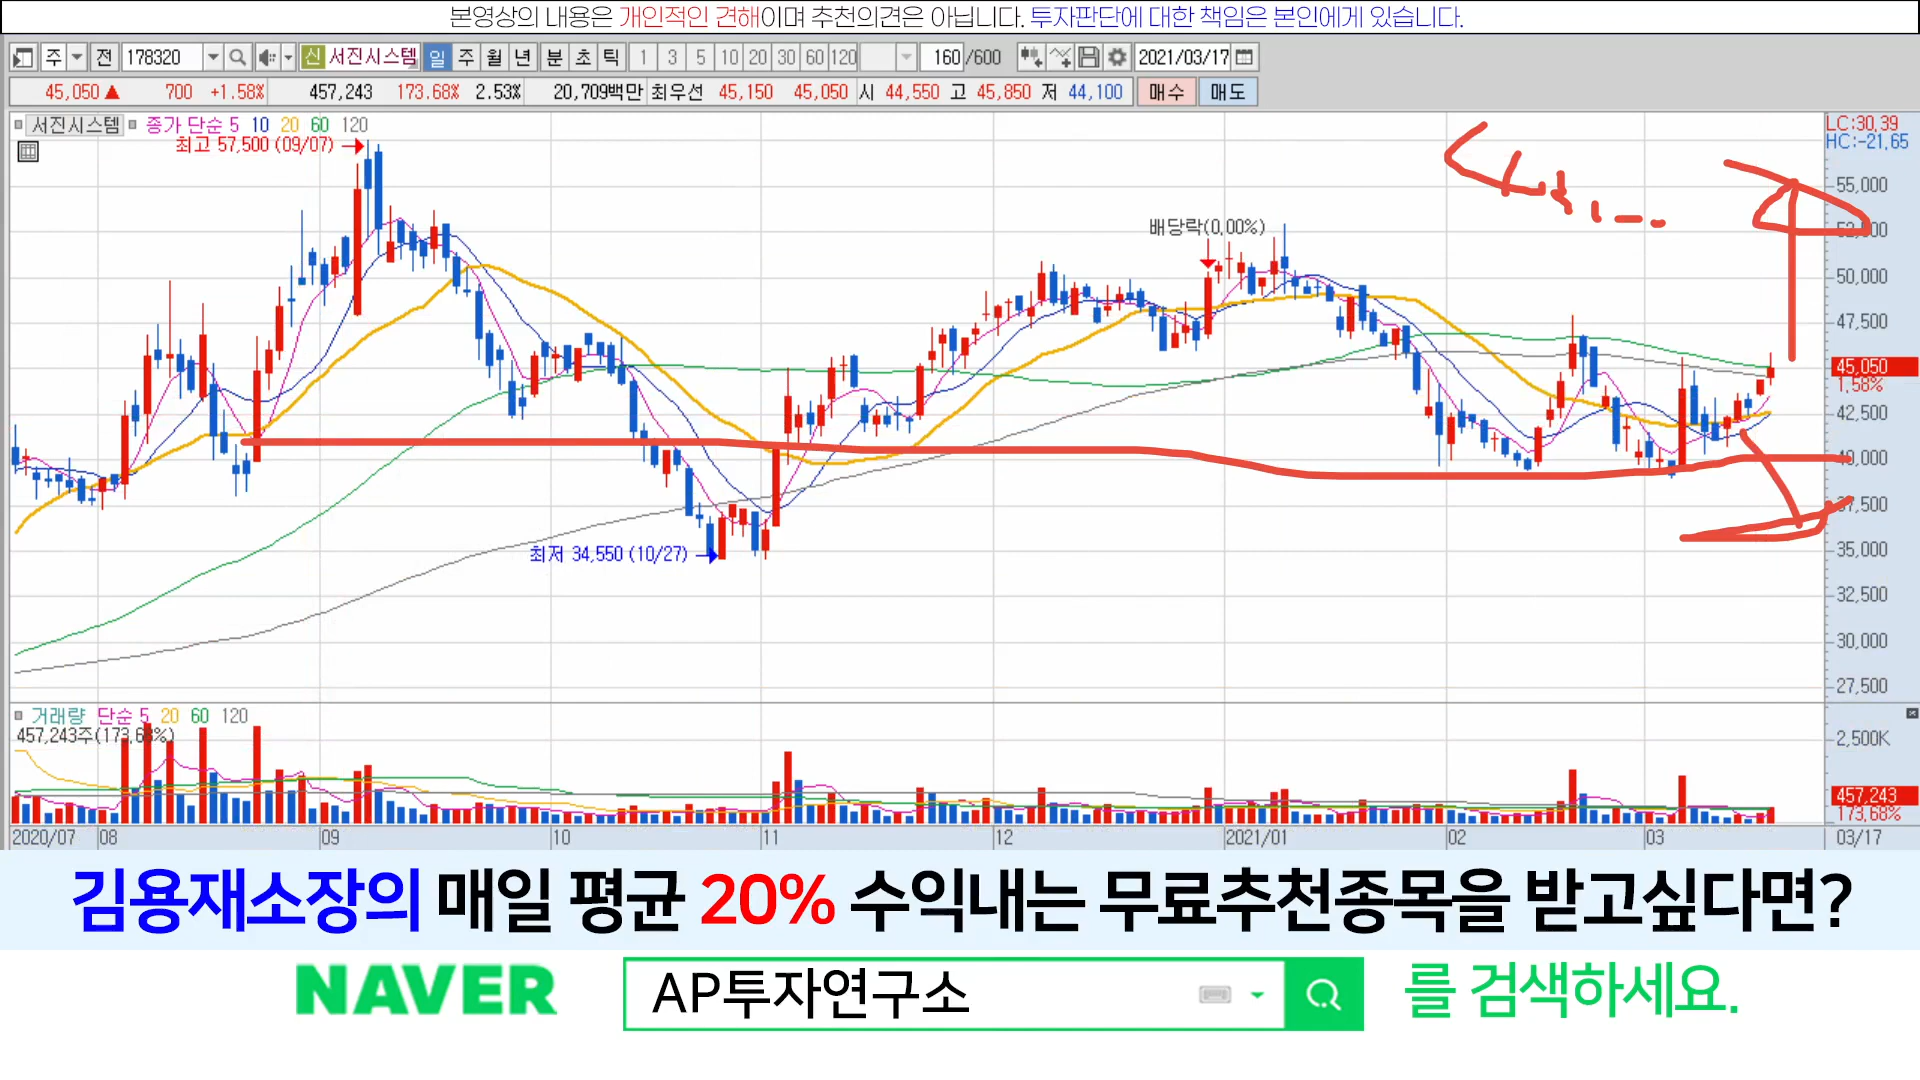 본영상의 내용은 개인적인 견해이며 추천의견은 아닙니다. 투자판단에 대한 책임은 본인에게 있습니다.
주 전 178320 신 서진시스템 일 주 월 년 분 초 틱 1 3 5 10 20 30 60 120 160 /600 2021/03/17
45,050 ▲ 700 +1.58% 457,243 173.68% 2.53% 20,709백만 최우선 45,150 45,050 시 44,550 고 45,850 저 44,100 매수 매도
서진시스템 종가 단순 5 10 20 60 120
LC:30.39
HC:-21.65
최고 57,500 (09/07)
배당락(0.00%)
최저 34,550 (10/27)
55,000
50,000
47,500
45,050
1.58%
42,500
37,500
35,000
32,500
30,000
27,500
거래량 단순 5 20 60 120
457,243주(173.68%)
2,500K
457,243
173.68%
2020/07 08 09 10 11 12 2021/01 02 03 03/17
김용재소장의 매일 평균 20% 수익내는 무료추천종목을 받고싶다면?
NAVER AP투자연구소 를 검색하세요.